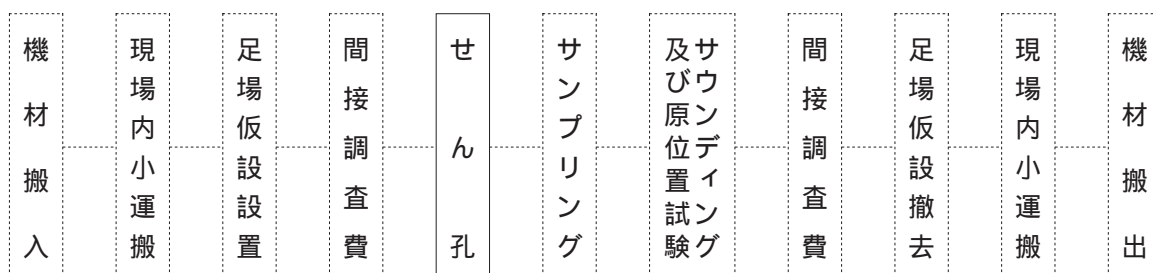 機材搬入
現場内小運搬
足場仮設設置
間接調査費
せん孔
サンプリング
サウンディング
及び原位置試験
間接調査費
足場仮設撤去
現場内小運搬
機材搬出